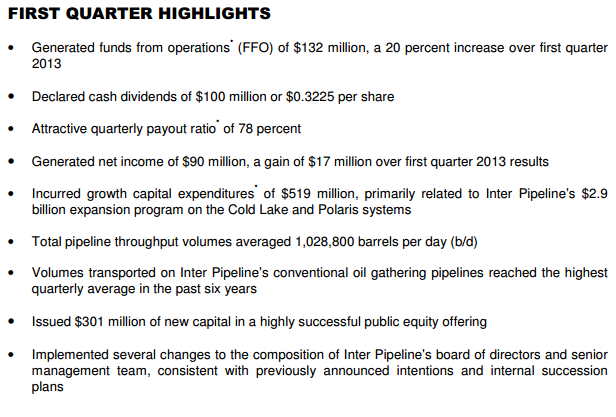 FIRST QUARTER HIGHLIGHTS
• Generated funds from operations* (FFO) of $132 million, a 20 percent increase over first quarter
2013
• Declared cash dividends of $100 million or $0.3225 per share
• Attractive quarterly payout ratio* of 78 percent
• Generated net income of $90 million, a gain of $17 million over first quarter 2013 results
• Incurred growth capital expenditures* of $519 million, primarily related to Inter Pipeline's $2.9
billion expansion program on the Cold Lake and Polaris systems
• Total pipeline throughput volumes averaged 1,028,800 barrels per day (b/d)
• Volumes transported on Inter Pipeline's conventional oil gathering pipelines reached the highest
quarterly average in the past six years
• Issued $301 million of new capital in a highly successful public equity offering
• Implemented several changes to the composition of Inter Pipeline's board of directors and senior
management team, consistent with previously announced intentions and internal succession
plans